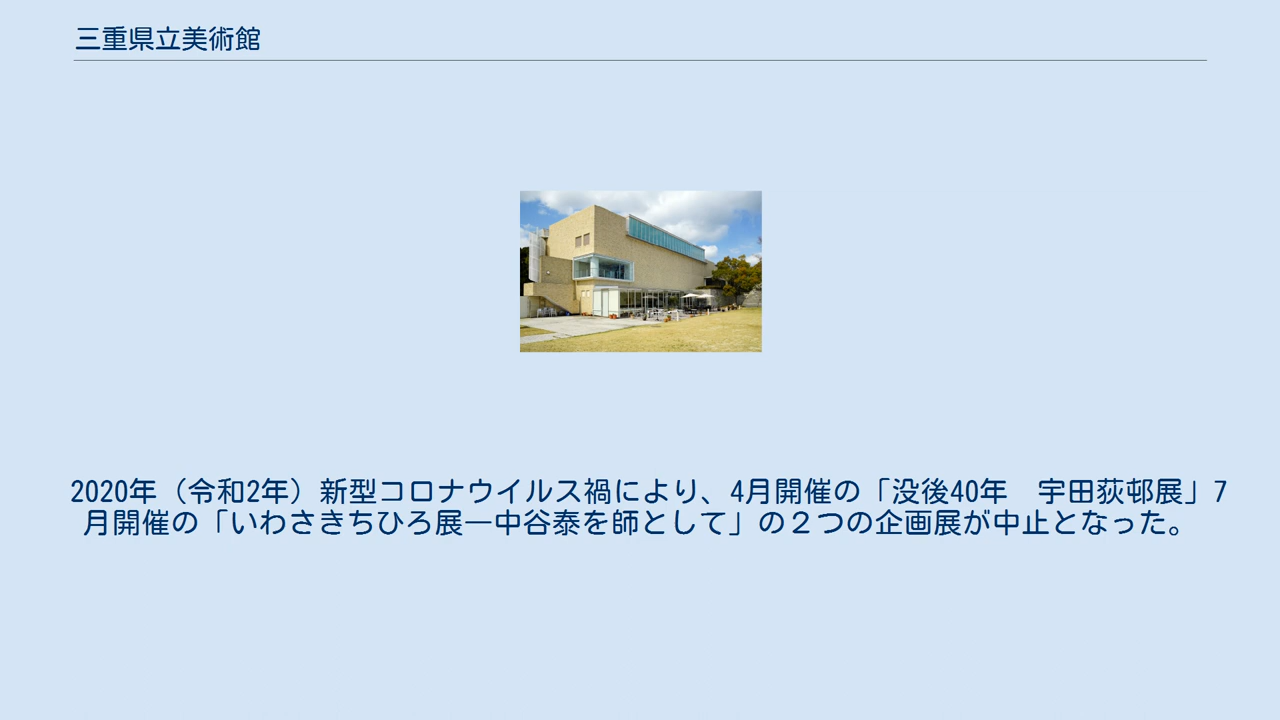 三重県立美術館
2020年（令和2年）新型コロナウイルス禍により、4月開催の「没後40年　宇田荻邨展」7
月開催の「いわさきちひろ展―中谷泰を師として」の２つの企画展が中止となった。